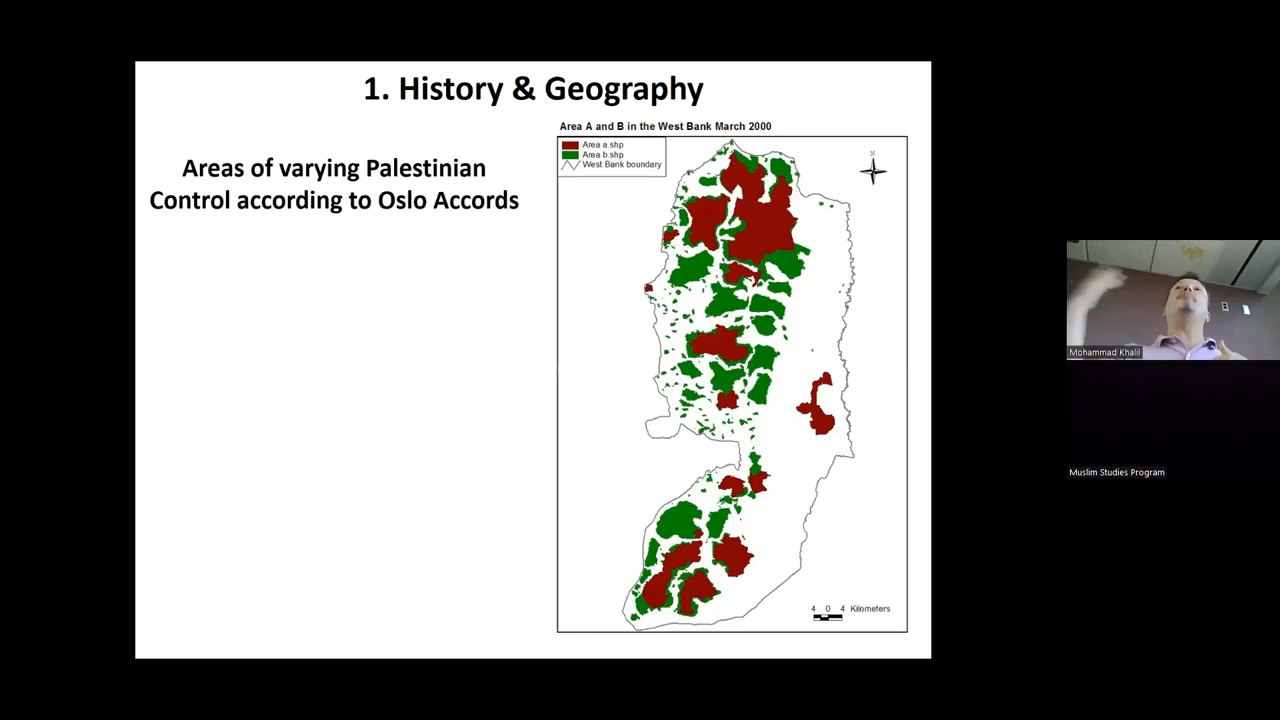 1. History & Geography
Areas of varying Palestinian
Control according to Oslo Accords
Area A and B in the West Bank March 2000
Area a.shp
Area b.shp
West Bank boundary
N
4 0 4 Kilometers
Mohammad Khalil
Muslim Studies Program